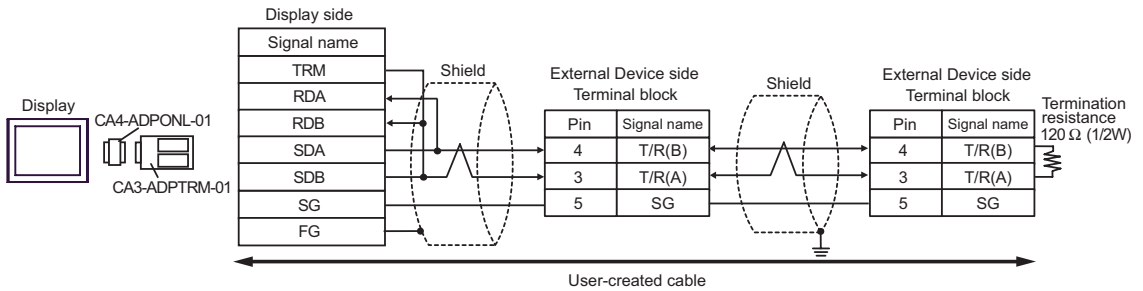 Display
CA4-ADPONL-01
CA3-ADPTRM-01
Display side
Signal name
TRM
RDA
RDB
SDA
SDB
SG
FG
Shield
External Device side
Terminal block
Pin Signal name
4 T/R(B)
3 T/R(A)
5 SG
Shield
External Device side
Terminal block
Pin Signal name
4 T/R(B)
3 T/R(A)
5 SG
Termination
resistance
120 Ω (1/2W)
User-created cable